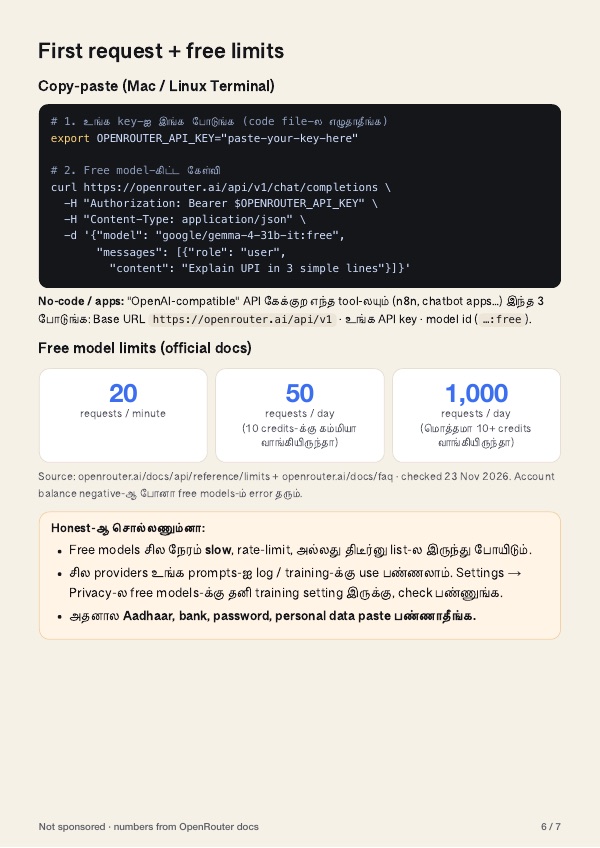 First request + free limits
Copy-paste (Mac / Linux Terminal)
# 1. உங்க key-ஐ இங்க போடுங்க (code file-ல எழுதாதீங்க)
export OPENROUTER_API_KEY="paste-your-key-here"
# 2. Free model-கிட்ட கேள்வி
curl https://openrouter.ai/api/v1/chat/completions \
-H "Authorization: Bearer $OPENROUTER_API_KEY" \
-H "Content-Type: application/json" \
-d '{"model": "google/gemma-4-31b-it:free",
"messages": [{"role": "user",
"content": "Explain UPI in 3 simple lines"}]}'
No-code / apps: "OpenAI-compatible" API கேக்குற எந்த tool-லயும் (n8n, chatbot apps…) இந்த 3
போடுங்க: Base URL https://openrouter.ai/api/v1 · உங்க API key · model id ( …:free ).
Free model limits (official docs)
20
requests / minute
50
requests / day
(10 credits-க்கு கம்மியா
வாங்கியிருந்தா)
1,000
requests / day
(மொத்தமா 10+ credits
வாங்கியிருந்தா)
Source: openrouter.ai/docs/api/reference/limits + openrouter.ai/docs/faq · checked 23 Nov 2026. Account
balance negative-ஆ போனா free models-ம் error தரும்.
Honest-ஆ சொல்லணும்னா:
• Free models சில நேரம் slow, rate-limit, அல்லது திடீர்னு list-ல இருந்து போயிடும்.
• சில providers உங்க prompts-ஐ log / training-க்கு use பண்ணலாம். Settings →
Privacy-ல free models-க்கு தனி training setting இருக்கு, check பண்ணுங்க.
• அதனால Aadhaar, bank, password, personal data paste பண்ணாதீங்க.
Not sponsored · numbers from OpenRouter docs
6 / 7